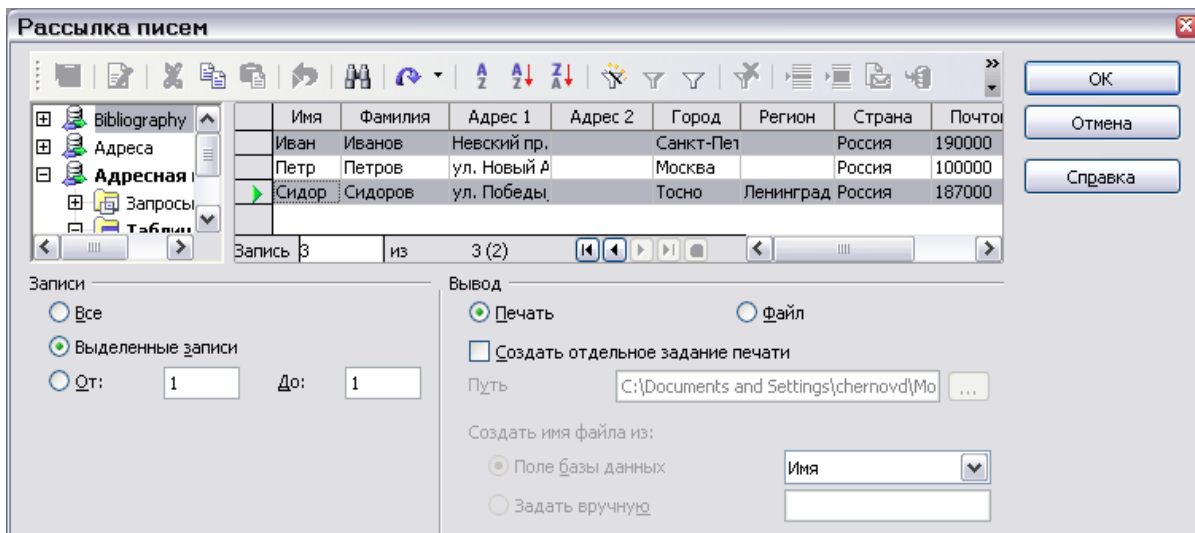 Рассылка писем
ОК
Отмена
Справка
Bibliography
Адреса
Адресная
Запросы
Имя Фамилия Адрес 1 Адрес 2 Город Регион Страна Почто
Иван Иванов Невский пр. Санкт-Пет Россия 190000
Петр Петров ул. Новый А Москва Россия 100000
Сидор Сидоров ул. Победы Тосно Ленинград Россия 187000
Запись 3 из 3 (2)
Записи
Все
Выделенные записи
От: 1 До: 1
Вывод
Печать Файл
Создать отдельное задание печати
Путь C:\Documents and Settings\chernovd\Mo ...
Создать имя файла из:
Поле базы данных Имя
Задать вручную